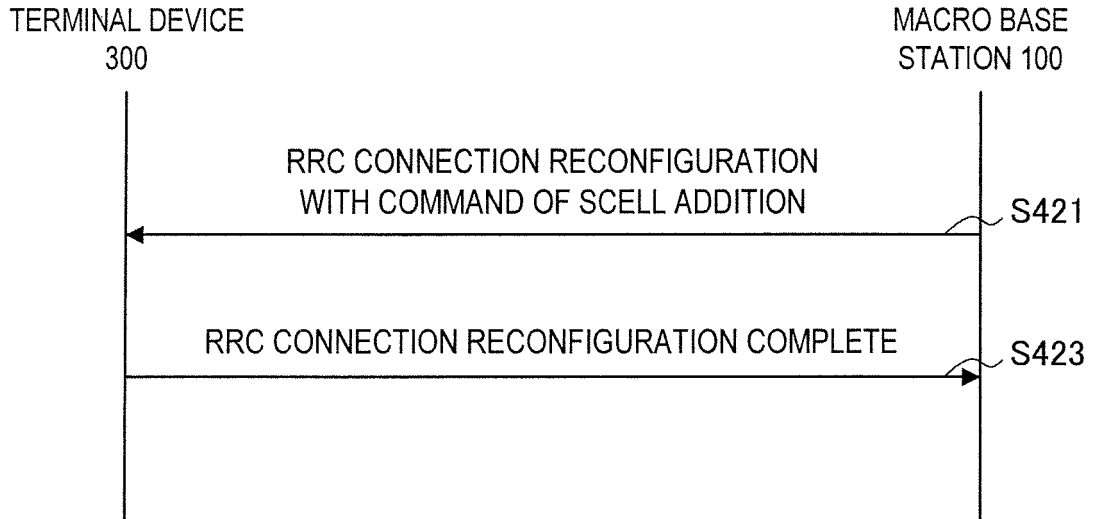 TERMINAL DEVICE
300
MACRO BASE
STATION 100
RRC CONNECTION RECONFIGURATION
WITH COMMAND OF SCELL ADDITION
S421
RRC CONNECTION RECONFIGURATION COMPLETE
S423